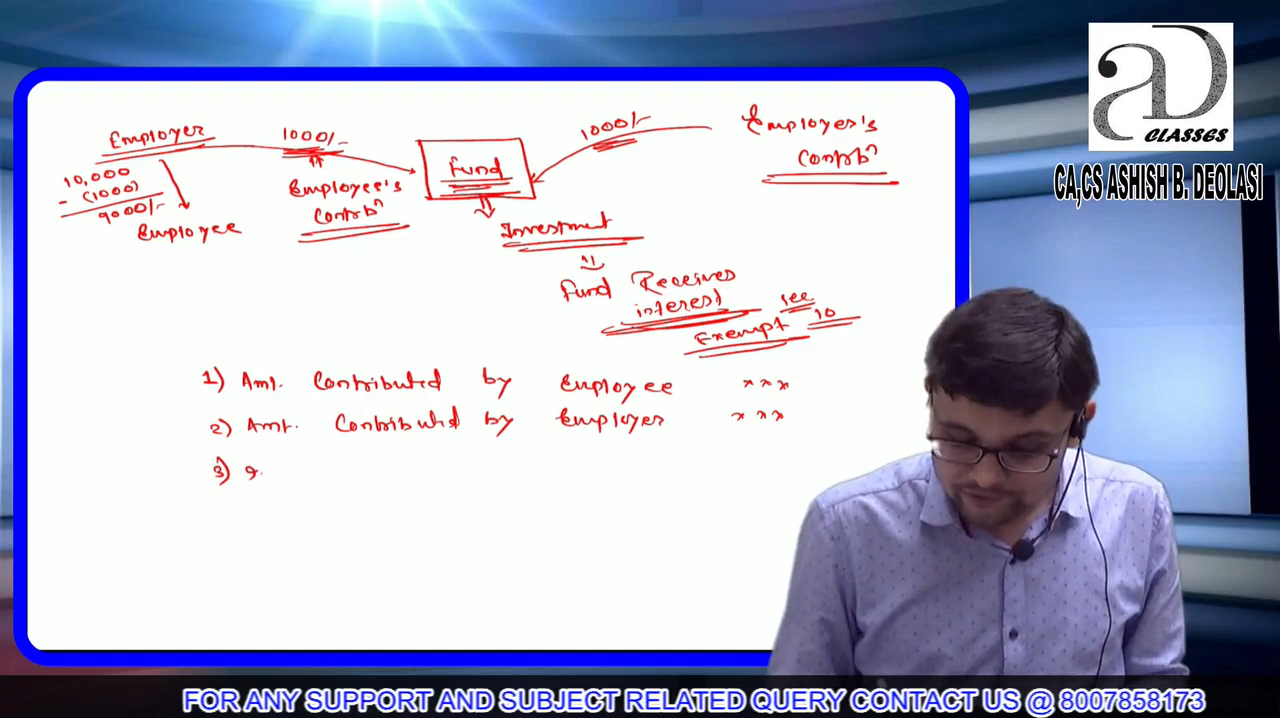 Employer
1000/-
1000/-
Employer's
Contrbⁿ
10,000
- (1000)
9000/-
Employee
Employee's
Contrbⁿ
Fund
Investment
Fund Receives
interest
Exempt sec 10
1) Amt. Contributed by Employee xxx
2) Amt. Contributed by Employer xxx
3)
aD
CLASSES
CA,CS ASHISH B. DEOLASI
FOR ANY SUPPORT AND SUBJECT RELATED QUERY CONTACT US @ 8007858173